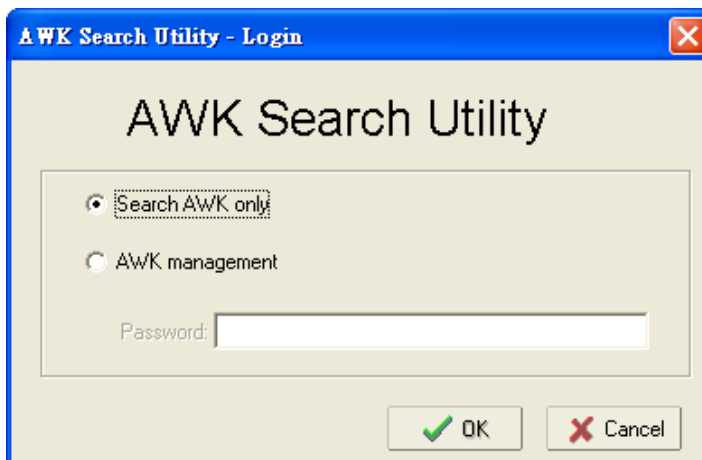 AWK Search Utility - Login
AWK Search Utility
Search AWK only
AWK management
Password:
OK Cancel